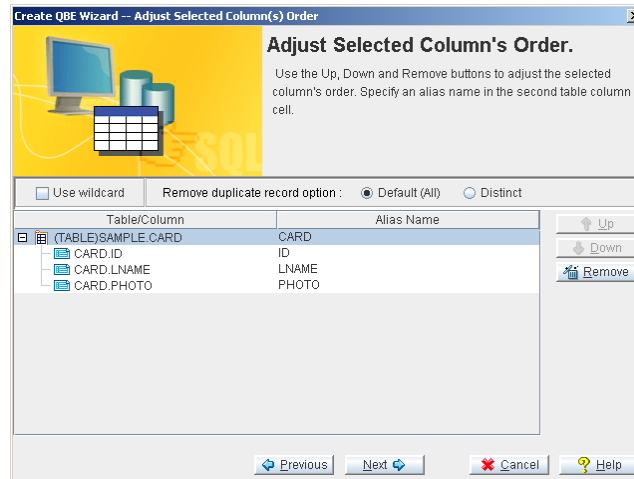 Create QBE Wizard -- Adjust Selected Column(s) Order
Adjust Selected Column's Order.
Use the Up, Down and Remove buttons to adjust the selected
column's order. Specify an alias name in the second table column
cell.
SQL
Use wildcard Remove duplicate record option : Default (All) Distinct
Table/Column Alias Name
(TABLE)SAMPLE.CARD CARD
CARD.ID ID
CARD.LNAME LNAME
CARD.PHOTO PHOTO
Up
Down
Remove
Previous Next Cancel Help